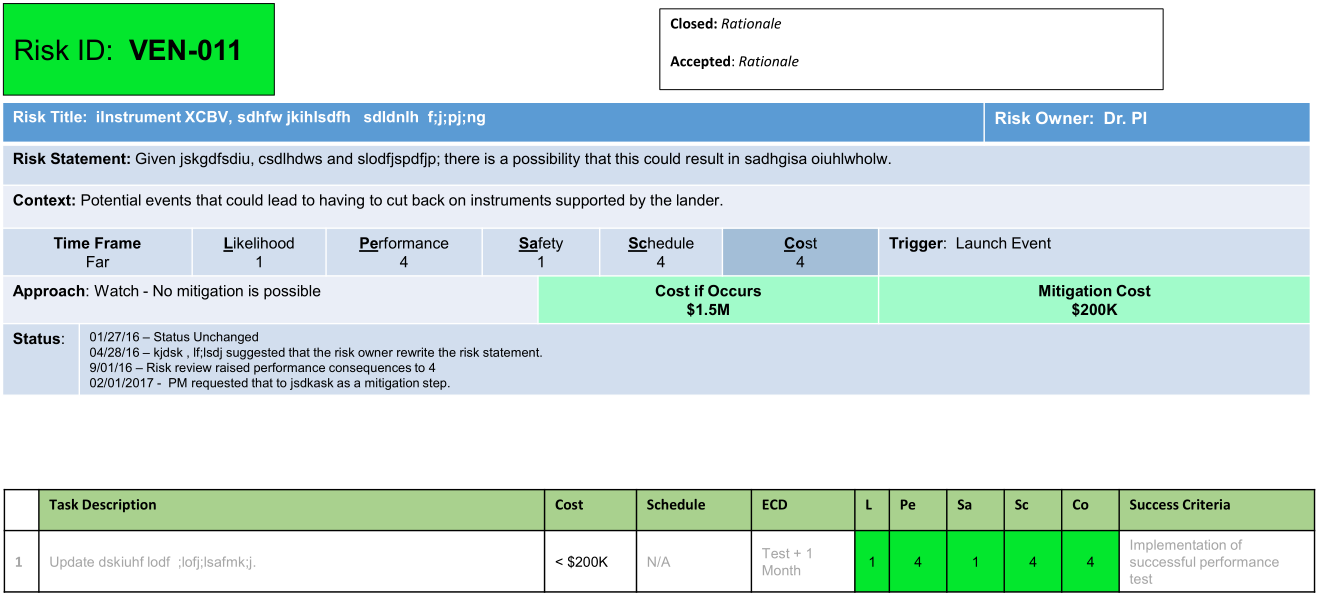 Risk ID: VEN-011
Closed: Rationale
Accepted: Rationale
Risk Title: iInstrument XCBV, sdhfw jkihlsdfh sdldnlh f;j;pj;ng
Risk Owner: Dr. PI
Risk Statement: Given jskgdfsdiu, csdlhdws and slodfjspdfjp; there is a possibility that this could result in sadhgisa oiuhlwholw.
Context: Potential events that could lead to having to cut back on instruments supported by the lander.
Time Frame
Far
Likelihood
1
Performance
4
Safety
1
Schedule
4
Cost
4
Trigger: Launch Event
Approach: Watch - No mitigation is possible
Cost if Occurs
$1.5M
Mitigation Cost
$200K
Status:
01/27/16 – Status Unchanged
04/28/16 – kjdsk , lf;lsdj suggested that the risk owner rewrite the risk statement.
9/01/16 – Risk review raised performance consequences to 4
02/01/2017 - PM requested that to jsdkask as a mitigation step.
Task Description Cost Schedule ECD L Pe Sa Sc Co Success Criteria
1
Update dskiuhf lodf ;lofj;lsafmk;j.
< $200K
N/A
Test + 1
Month
1 4 1 4 4
Implementation of
successful performance
test